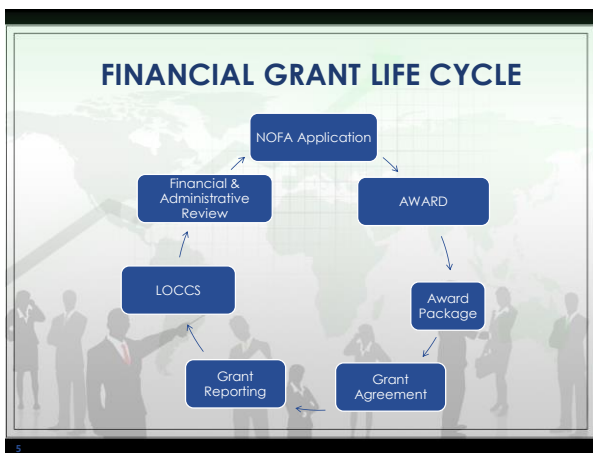 FINANCIAL GRANT LIFE CYCLE
NOFA Application
AWARD
Award
Package
Grant
Agreement
Grant
Reporting
LOCCS
Financial &
Administrative
Review
5